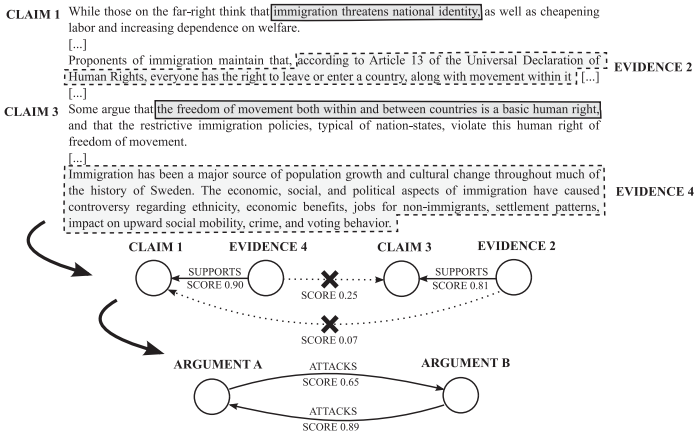 CLAIM 1 While those on the far-right think that immigration threatens national identity, as well as cheapening
labor and increasing dependence on welfare.
[...]
Proponents of immigration maintain that, according to Article 13 of the Universal Declaration of
Human Rights, everyone has the right to leave or enter a country, along with movement within it [...]
EVIDENCE 2
[...]
CLAIM 3 Some argue that the freedom of movement both within and between countries is a basic human right,
and that the restrictive immigration policies, typical of nation-states, violate this human right of
freedom of movement.
[...]
Immigration has been a major source of population growth and cultural change throughout much of
the history of Sweden. The economic, social, and political aspects of immigration have caused
controversy regarding ethnicity, economic benefits, jobs for non-immigrants, settlement patterns,
impact on upward social mobility, crime, and voting behavior.
EVIDENCE 4
CLAIM 1 EVIDENCE 4 CLAIM 3 EVIDENCE 2
SUPPORTS SUPPORTS
SCORE 0.90 SCORE 0.25 SCORE 0.81
SCORE 0.07
ARGUMENT A ATTACKS ARGUMENT B
SCORE 0.65
ATTACKS
SCORE 0.89